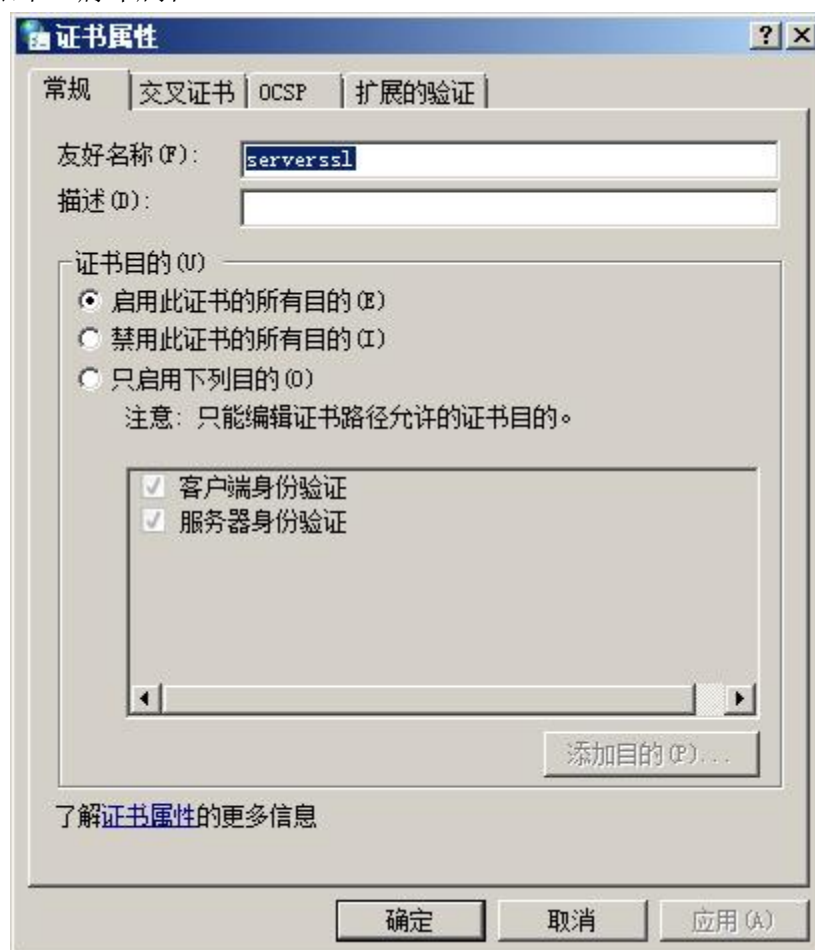 证书属性
常规 交叉证书 OCSP 扩展的验证
友好名称(F): serverssl
描述(D):
证书目的(U)
启用此证书的所有目的(E)
禁用此证书的所有目的(I)
只启用下列目的(O)
注意: 只能编辑证书路径允许的证书目的。
客户端身份验证
服务器身份验证
添加目的(P)...
了解证书属性的更多信息
确定 取消 应用(A)